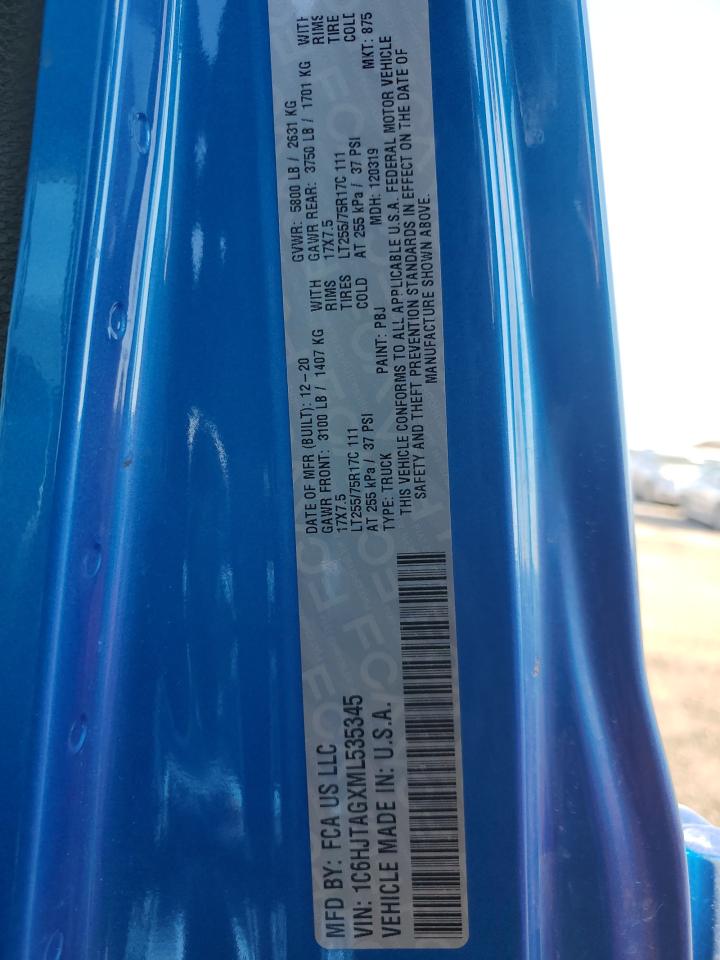 MFD BY: FCA US LLC
VIN: 1C6HJTAGXML535345
VEHICLE MADE IN: U.S.A.
DATE OF MFR (BUILT): 12-20
GAWR FRONT: 3100 LB / 1407 KG WITH
17X7.5 RIMS
LT255/75R17C 111 TIRES
AT 255 kPa / 37 PSI COLD
TYPE: TRUCK PAINT: PBJ
GVWR: 5800 LB / 2631 KG
GAWR REAR: 3750 LB / 1701 KG WITH
17X7.5 RIMS
LT255/75R17C 111 TIRE
AT 255 kPa / 37 PSI COLD
MDH: 120319 MKT: 875
THIS VEHICLE CONFORMS TO ALL APPLICABLE U.S.A. FEDERAL MOTOR VEHICLE
SAFETY AND THEFT PREVENTION STANDARDS IN EFFECT ON THE DATE OF
MANUFACTURE SHOWN ABOVE.